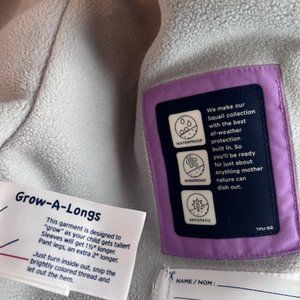 WATERPROOF
WINDPROOF
ANTISTATIC
We make our
Squall collection
with the best
all-weather
protection
built in. So
you'll be ready
for just about
anything mother
nature can
dish out.
TPU-50
Grow-A-Longs
This garment is designed to
"grow" as your child gets taller!
Sleeves will get 1½" longer.
Pant legs, an extra 2" longer.
Just turn inside out, snip the
brightly colored thread and
let out the hem.
NAME / NOM :